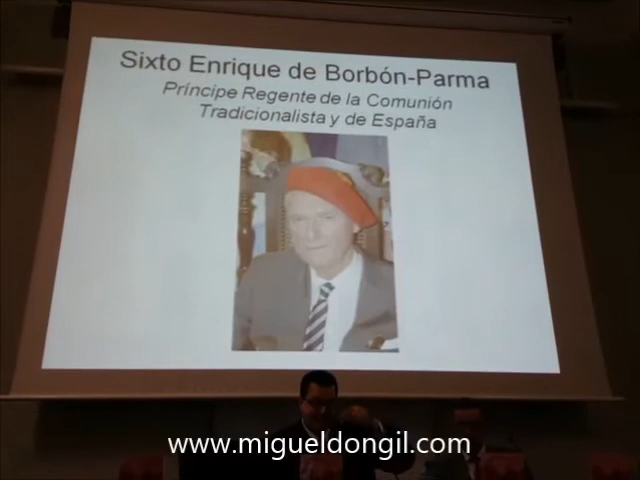 Sixto Enrique de Borbón-Parma
Príncipe Regente de la Comunión
Tradicionalista y de España
www.migueldongil.com